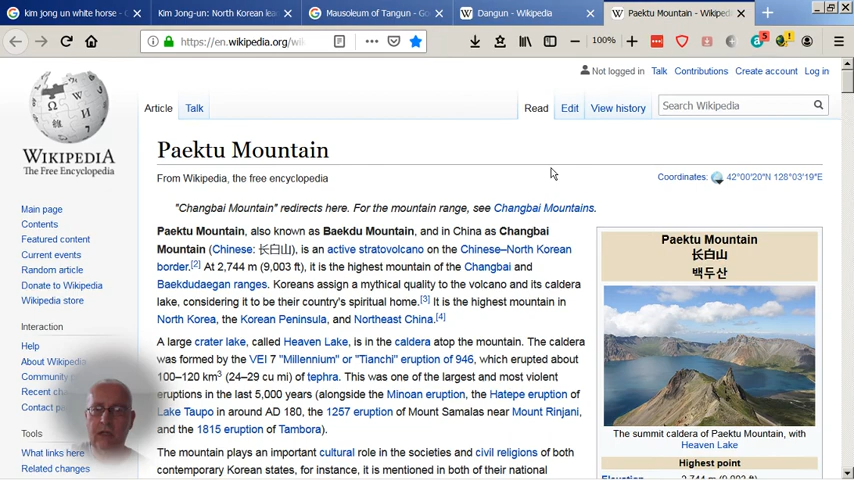 kim jong un white horse - G
Kim Jong-un: North Korean lea
Mausoleum of Tangun - Go
Dangun - Wikipedia
Paektu Mountain - Wikiped
https://en.wikipedia.org/wi
100%
5
Not logged in Talk Contributions Create account Log in
Article Talk Read Edit View history Search Wikipedia
WIKIPEDIA
The Free Encyclopedia
Main page
Contents
Featured content
Current events
Random article
Donate to Wikipedia
Wikipedia store
Interaction
Help
About Wikipedia
Community
Recent cha
Contact pa
Tools
What links here
Related changes
Paektu Mountain
From Wikipedia, the free encyclopedia
Coordinates: 42°00′20″N 128°03′19″E
"Changbai Mountain" redirects here. For the mountain range, see Changbai Mountains.
Paektu Mountain, also known as Baekdu Mountain, and in China as Changbai
Mountain (Chinese: 长白山), is an active stratovolcano on the Chinese–North Korean
border.[2] At 2,744 m (9,003 ft), it is the highest mountain of the Changbai and
Baekdudaegan ranges. Koreans assign a mythical quality to the volcano and its caldera
lake, considering it to be their country's spiritual home.[3] It is the highest mountain in
North Korea, the Korean Peninsula, and Northeast China.[4]
A large crater lake, called Heaven Lake, is in the caldera atop the mountain. The caldera
was formed by the VEI 7 "Millennium" or "Tianchi" eruption of 946, which erupted about
100–120 km³ (24–29 cu mi) of tephra. This was one of the largest and most violent
eruptions in the last 5,000 years (alongside the Minoan eruption, the Hatepe eruption of
Lake Taupo in around AD 180, the 1257 eruption of Mount Samalas near Mount Rinjani,
and the 1815 eruption of Tambora).
The mountain plays an important cultural role in the societies and civil religions of both
contemporary Korean states, for instance, it is mentioned in both of their national
Paektu Mountain
长白山
백두산
The summit caldera of Paektu Mountain, with
Heaven Lake
Highest point
Elevation 2,744 m (9,003 ft)